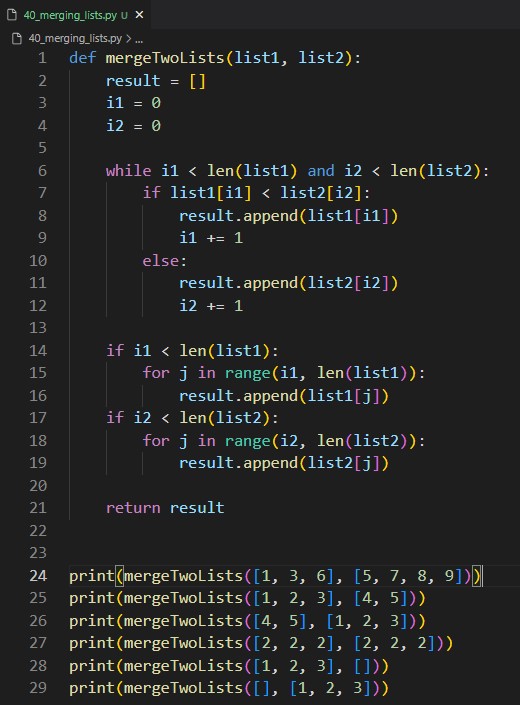 40_merging_lists.py U ×
40_merging_lists.py > ...
1 def mergeTwoLists(list1, list2):
2     result = []
3     i1 = 0
4     i2 = 0
5
6     while i1 < len(list1) and i2 < len(list2):
7         if list1[i1] < list2[i2]:
8             result.append(list1[i1])
9             i1 += 1
10         else:
11             result.append(list2[i2])
12             i2 += 1
13
14     if i1 < len(list1):
15         for j in range(i1, len(list1)):
16             result.append(list1[j])
17     if i2 < len(list2):
18         for j in range(i2, len(list2)):
19             result.append(list2[j])
20
21     return result
22
23
24 print(mergeTwoLists([1, 3, 6], [5, 7, 8, 9]))
25 print(mergeTwoLists([1, 2, 3], [4, 5]))
26 print(mergeTwoLists([4, 5], [1, 2, 3]))
27 print(mergeTwoLists([2, 2, 2], [2, 2, 2]))
28 print(mergeTwoLists([1, 2, 3], []))
29 print(mergeTwoLists([], [1, 2, 3]))